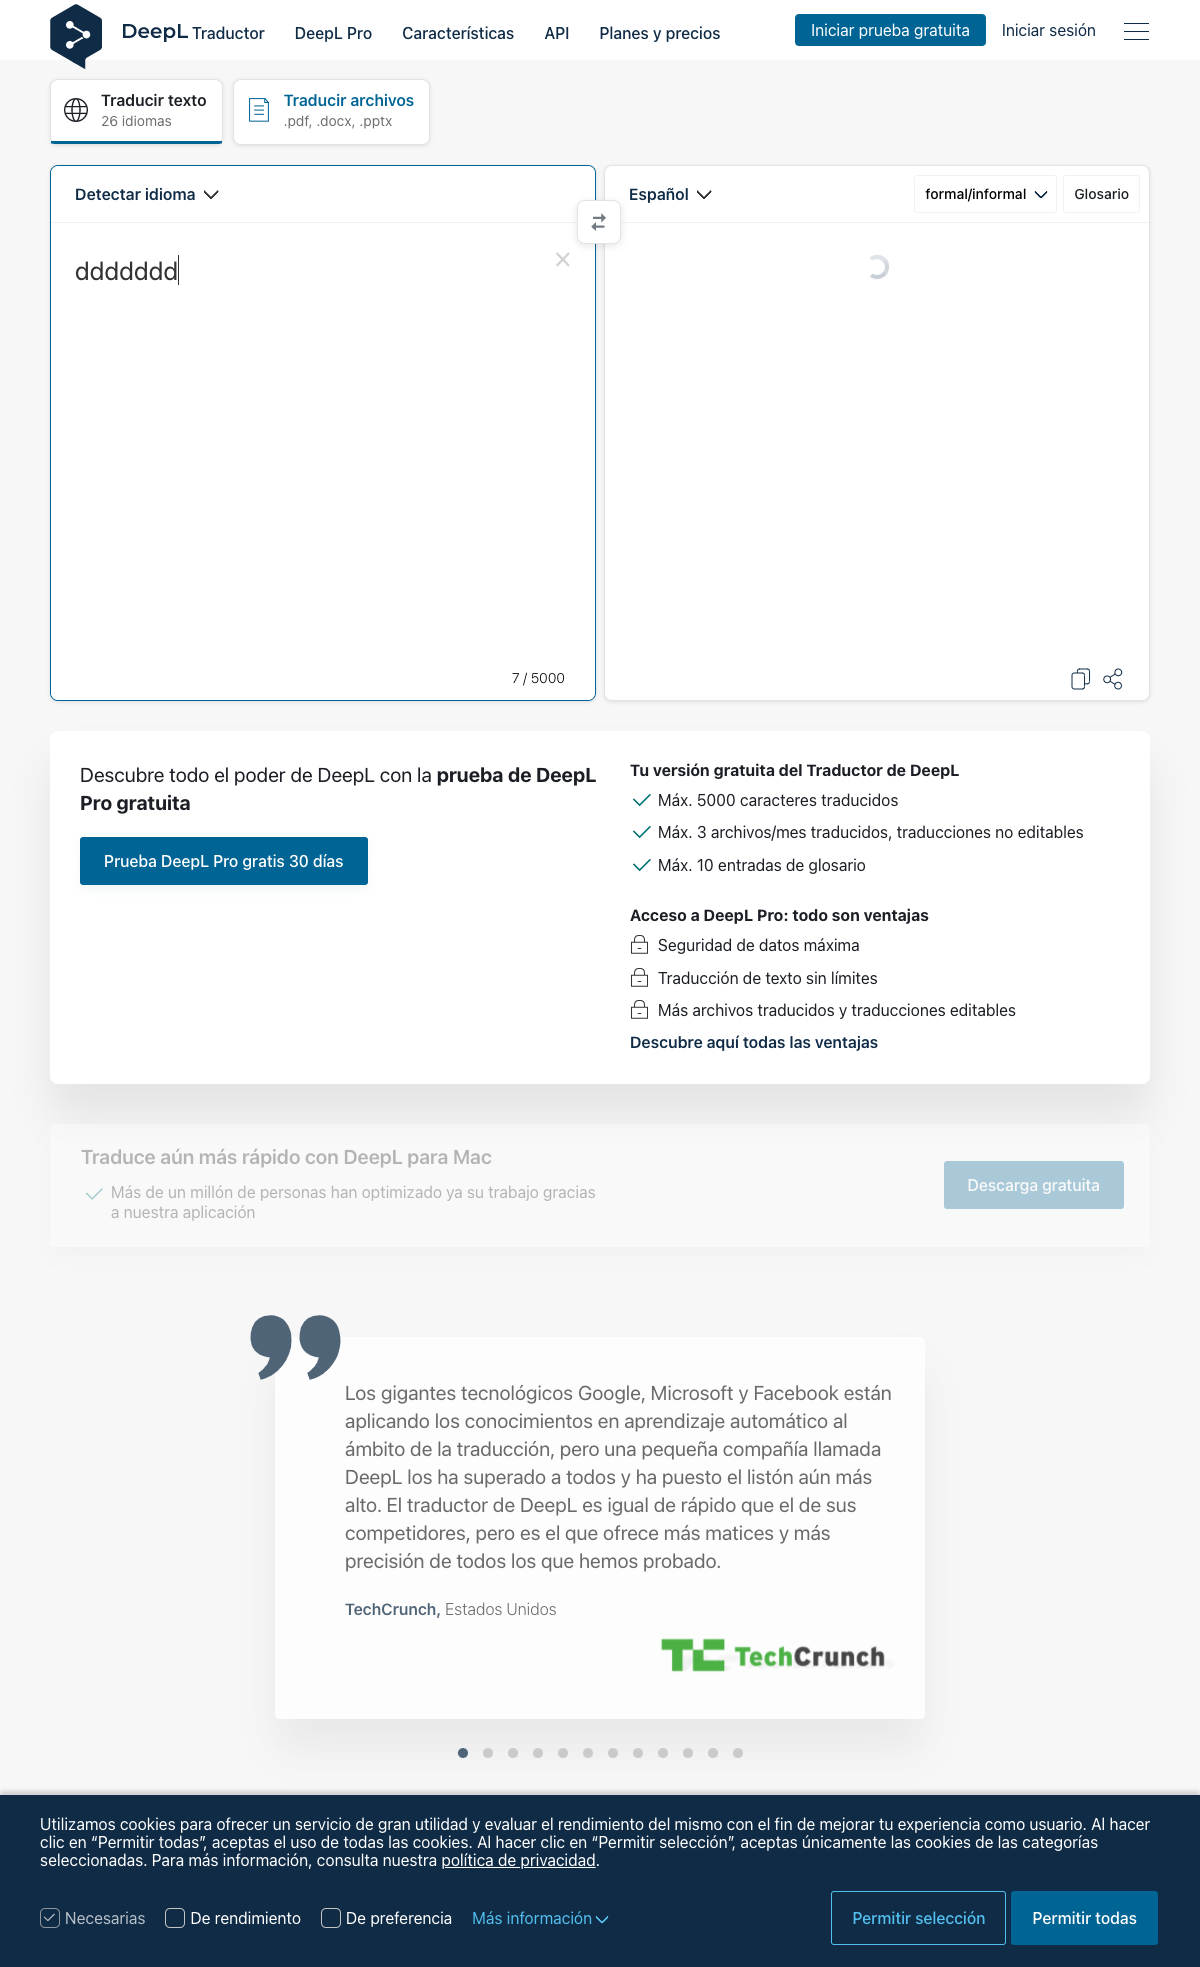 DeepL Traductor
DeepL Pro
Características
API
Planes y precios
Iniciar prueba gratuita
Iniciar sesión
Traducir texto
26 idiomas
Traducir archivos
.pdf, .docx, .pptx
Detectar idioma
Español
formal/informal
Glosario
ddddddd
7 / 5000
Descubre todo el poder de DeepL con la prueba de DeepL
Pro gratuita
Prueba DeepL Pro gratis 30 días
Tu versión gratuita del Traductor de DeepL
Máx. 5000 caracteres traducidos
Máx. 3 archivos/mes traducidos, traducciones no editables
Máx. 10 entradas de glosario
Acceso a DeepL Pro: todo son ventajas
Seguridad de datos máxima
Traducción de texto sin límites
Más archivos traducidos y traducciones editables
Descubre aquí todas las ventajas
Traduce aún más rápido con DeepL para Mac
Más de un millón de personas han optimizado ya su trabajo gracias
a nuestra aplicación
Descarga gratuita
Los gigantes tecnológicos Google, Microsoft y Facebook están
aplicando los conocimientos en aprendizaje automático al
ámbito de la traducción, pero una pequeña compañía llamada
DeepL los ha superado a todos y ha puesto el listón aún más
alto. El traductor de DeepL es igual de rápido que el de sus
competidores, pero es el que ofrece más matices y más
precisión de todos los que hemos probado.
TechCrunch, Estados Unidos
TC TechCrunch
Utilizamos cookies para ofrecer un servicio de gran utilidad y evaluar el rendimiento del mismo con el fin de mejorar tu experiencia como usuario. Al hacer
clic en “Permitir todas”, aceptas el uso de todas las cookies. Al hacer clic en “Permitir selección”, aceptas únicamente las cookies de las categorías
seleccionadas. Para más información, consulta nuestra política de privacidad.
Necesarias
De rendimiento
De preferencia
Más información
Permitir selección
Permitir todas